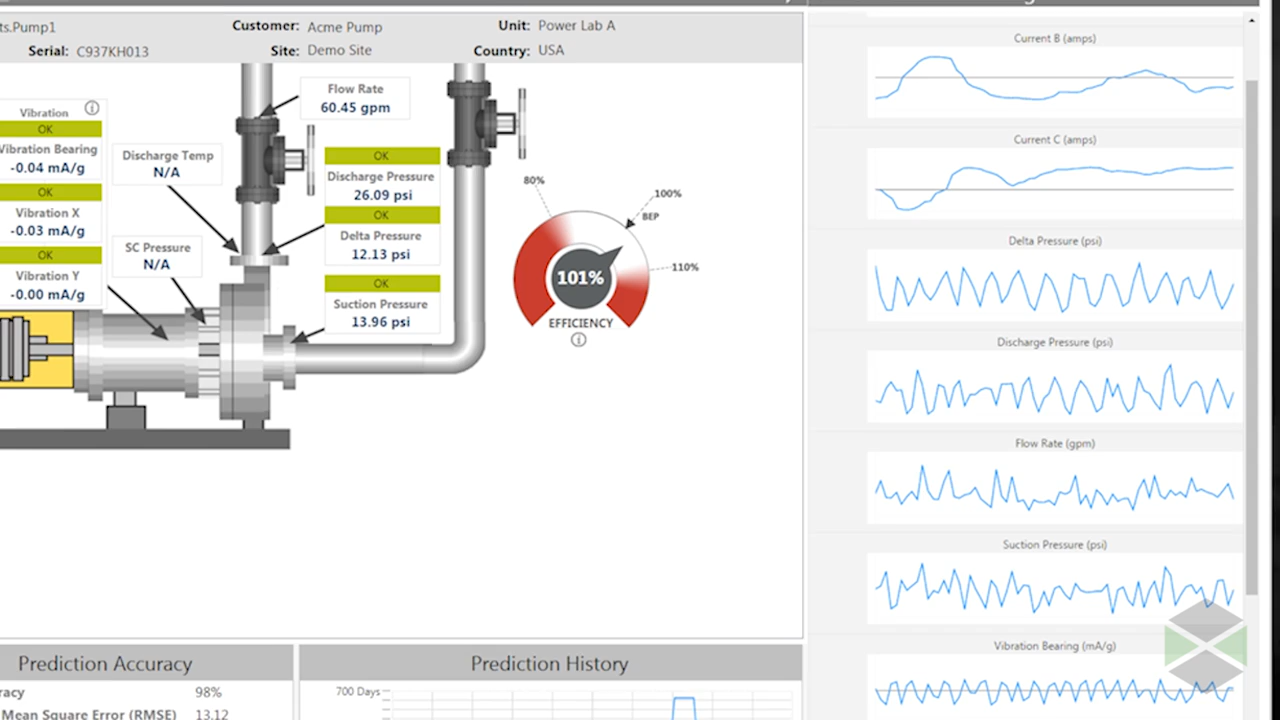 ts.Pump1
Customer: Acme Pump
Unit: Power Lab A
Serial: C937KH013
Site: Demo Site
Country: USA
Vibration
OK
Vibration Bearing
-0.04 mA/g
OK
Vibration X
-0.03 mA/g
OK
Vibration Y
-0.00 mA/g
Discharge Temp
N/A
SC Pressure
N/A
Flow Rate
60.45 gpm
OK
Discharge Pressure
26.09 psi
OK
Delta Pressure
12.13 psi
OK
Suction Pressure
13.96 psi
80%
100%
BEP
110%
101%
EFFICIENCY
Current B (amps)
Current C (amps)
Delta Pressure (psi)
Discharge Pressure (psi)
Flow Rate (gpm)
Suction Pressure (psi)
Vibration Bearing (mA/g)
Prediction Accuracy
racy 98%
Mean Square Error (RMSE) 13.12
Prediction History
700 Days